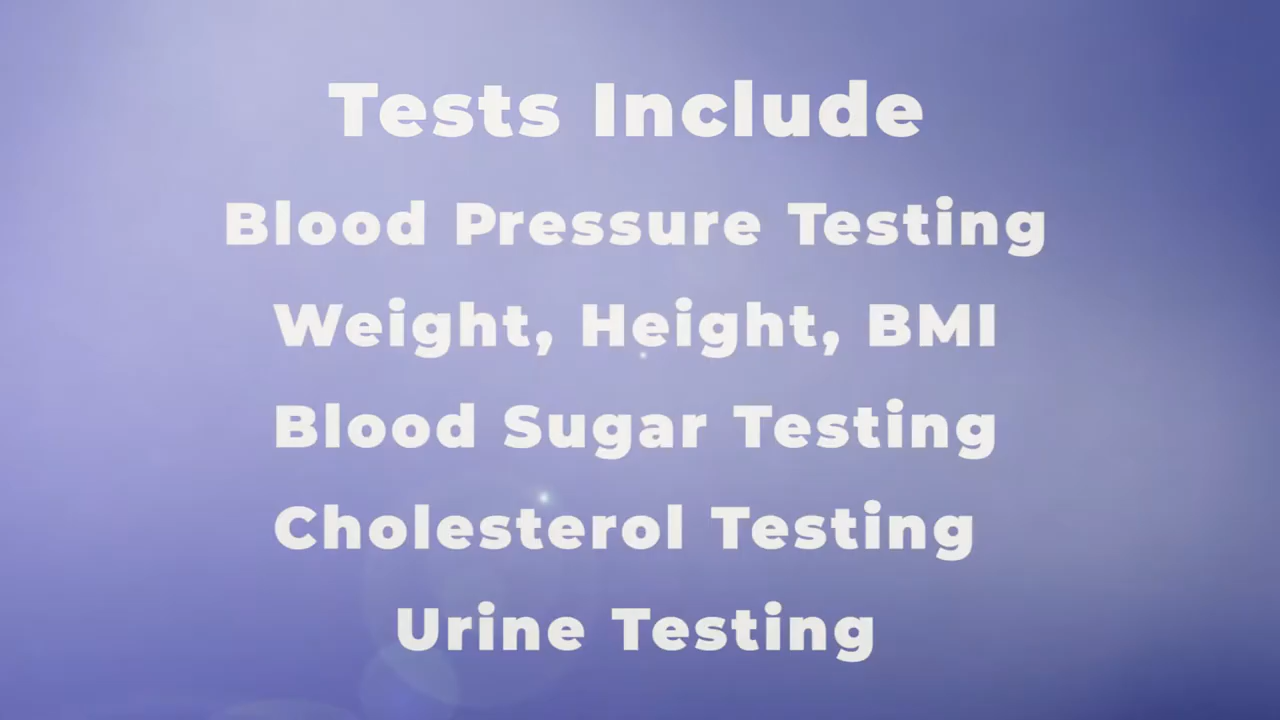 Tests Include
Blood Pressure Testing
Weight, Height, BMI
Blood Sugar Testing
Cholesterol Testing
Urine Testing